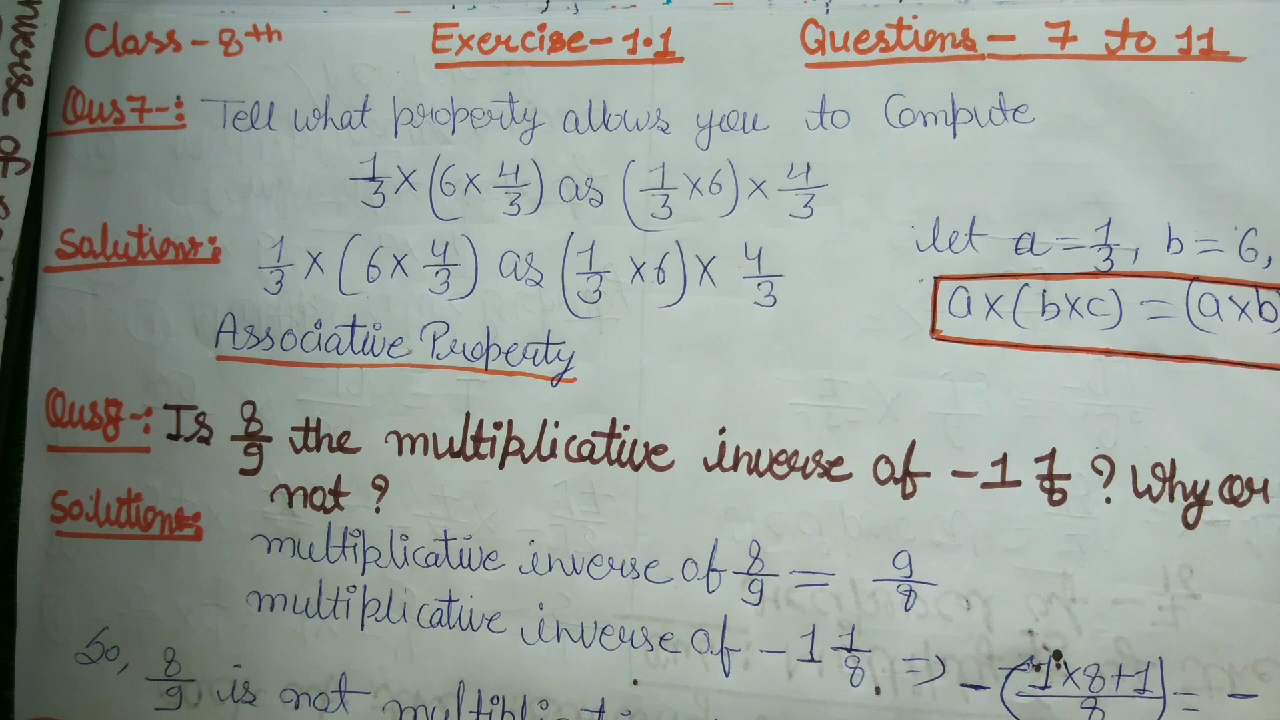 Class-8th Exercise-1.1 Questions- 7 to 11
Qus7-: Tell what property allows you to Compute
1/3 × (6 × 4/3) as (1/3 × 6) × 4/3
Solution: 1/3 × (6 × 4/3) as (1/3 × 6) × 4/3
let a = 1/3, b = 6,
a×(b×c) = (a×b)
Associative Property
Qus8-: Is 8/9 the multiplicative inverse of -1 1/8 ? Why or
not ?
Solution:
multiplicative inverse of 8/9 = 9/8
multiplicative inverse of -1 1/8 => -(1×8+1)/8 = -
So, 8/9 is not
inverse of